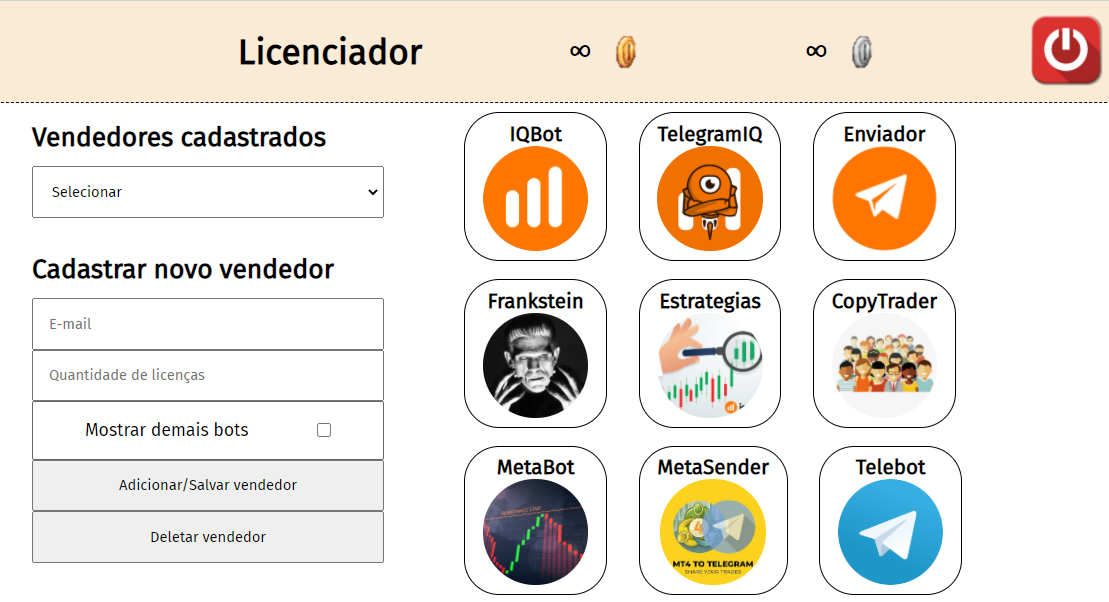 Licenciador ∞ ∞
Vendedores cadastrados
Selecionar
Cadastrar novo vendedor
E-mail
Quantidade de licenças
Mostrar demais bots
Adicionar/Salvar vendedor
Deletar vendedor
IQBot
TelegramIQ
Enviador
Frankstein
Estrategias
CopyTrader
MetaBot
MetaSender
MT4 TO TELEGRAM
SHARE YOUR TRADES
Telebot